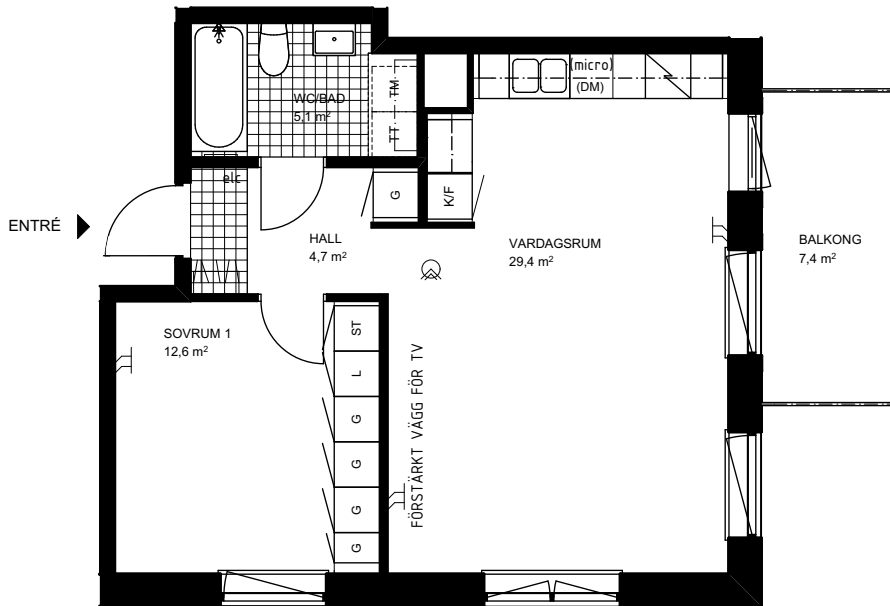 (micro)
(DM)
WC/BAD
5,1 m²
TM
TT
elc
K/F
G
ENTRÉ
HALL
4,7 m²
VARDAGSRUM
29,4 m²
BALKONG
7,4 m²
SOVRUM 1
12,6 m²
ST
L
G
G
G
G
FÖRSTÄRKT VÄGG FÖR TV